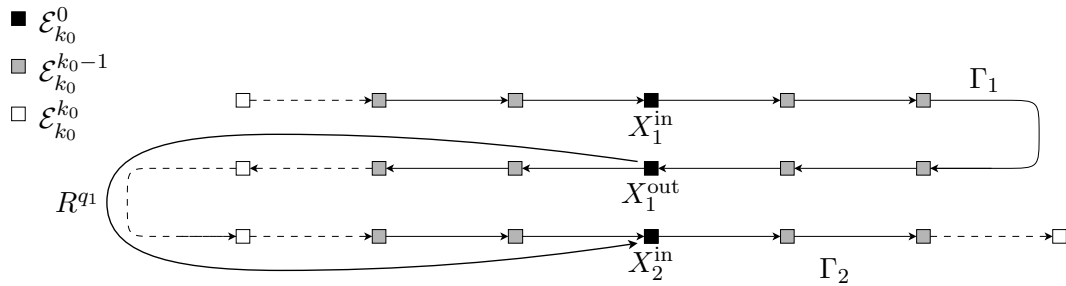 $\mathcal{E}_{k_0}^{0}$
$\mathcal{E}_{k_0}^{k_0-1}$
$\mathcal{E}_{k_0}^{k_0}$
$\Gamma_1$
$X_1^{\text{in}}$
$X_1^{\text{out}}$
$R^{q_1}$
$X_2^{\text{in}}$
$\Gamma_2$